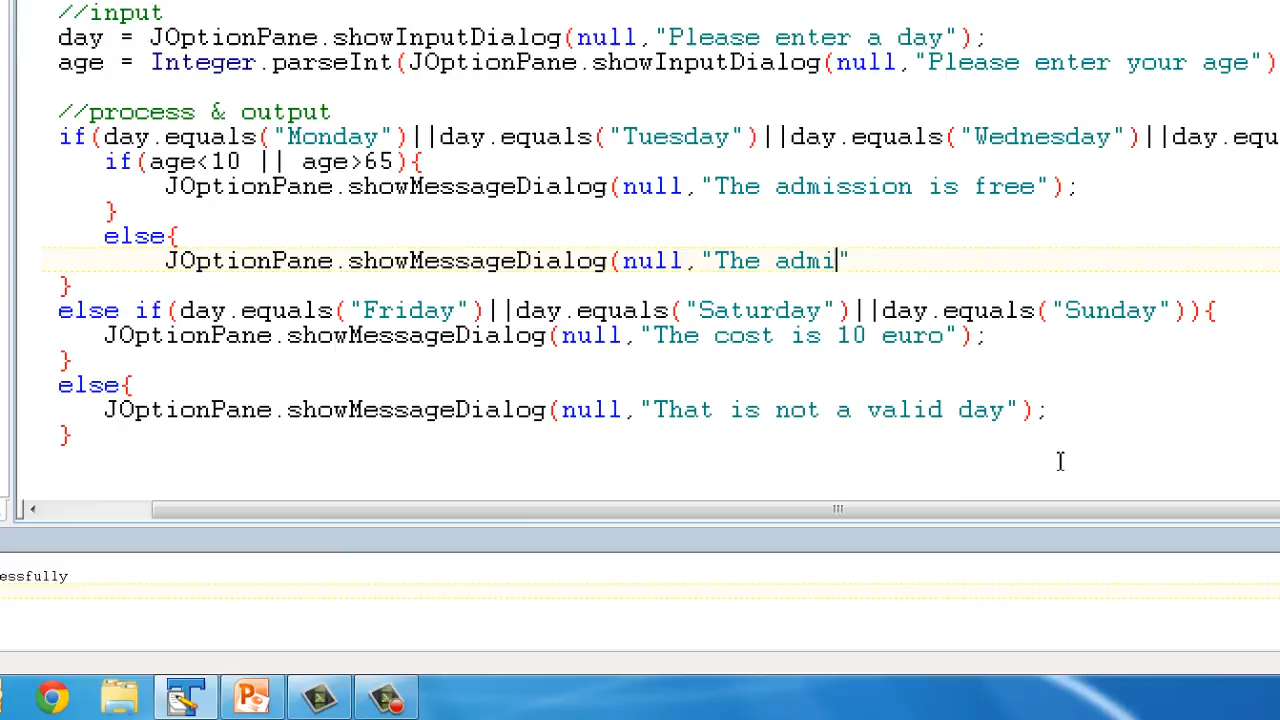 //input
day = JOptionPane.showInputDialog(null,"Please enter a day");
age = Integer.parseInt(JOptionPane.showInputDialog(null,"Please enter your age")
//process & output
if(day.equals("Monday")||day.equals("Tuesday")||day.equals("Wednesday")||day.equ
if(age<10 || age>65){
JOptionPane.showMessageDialog(null,"The admission is free");
}
else{
JOptionPane.showMessageDialog(null,"The admi"
}
else if(day.equals("Friday")||day.equals("Saturday")||day.equals("Sunday")){
JOptionPane.showMessageDialog(null,"The cost is 10 euro");
}
else{
JOptionPane.showMessageDialog(null,"That is not a valid day");
}
essfully